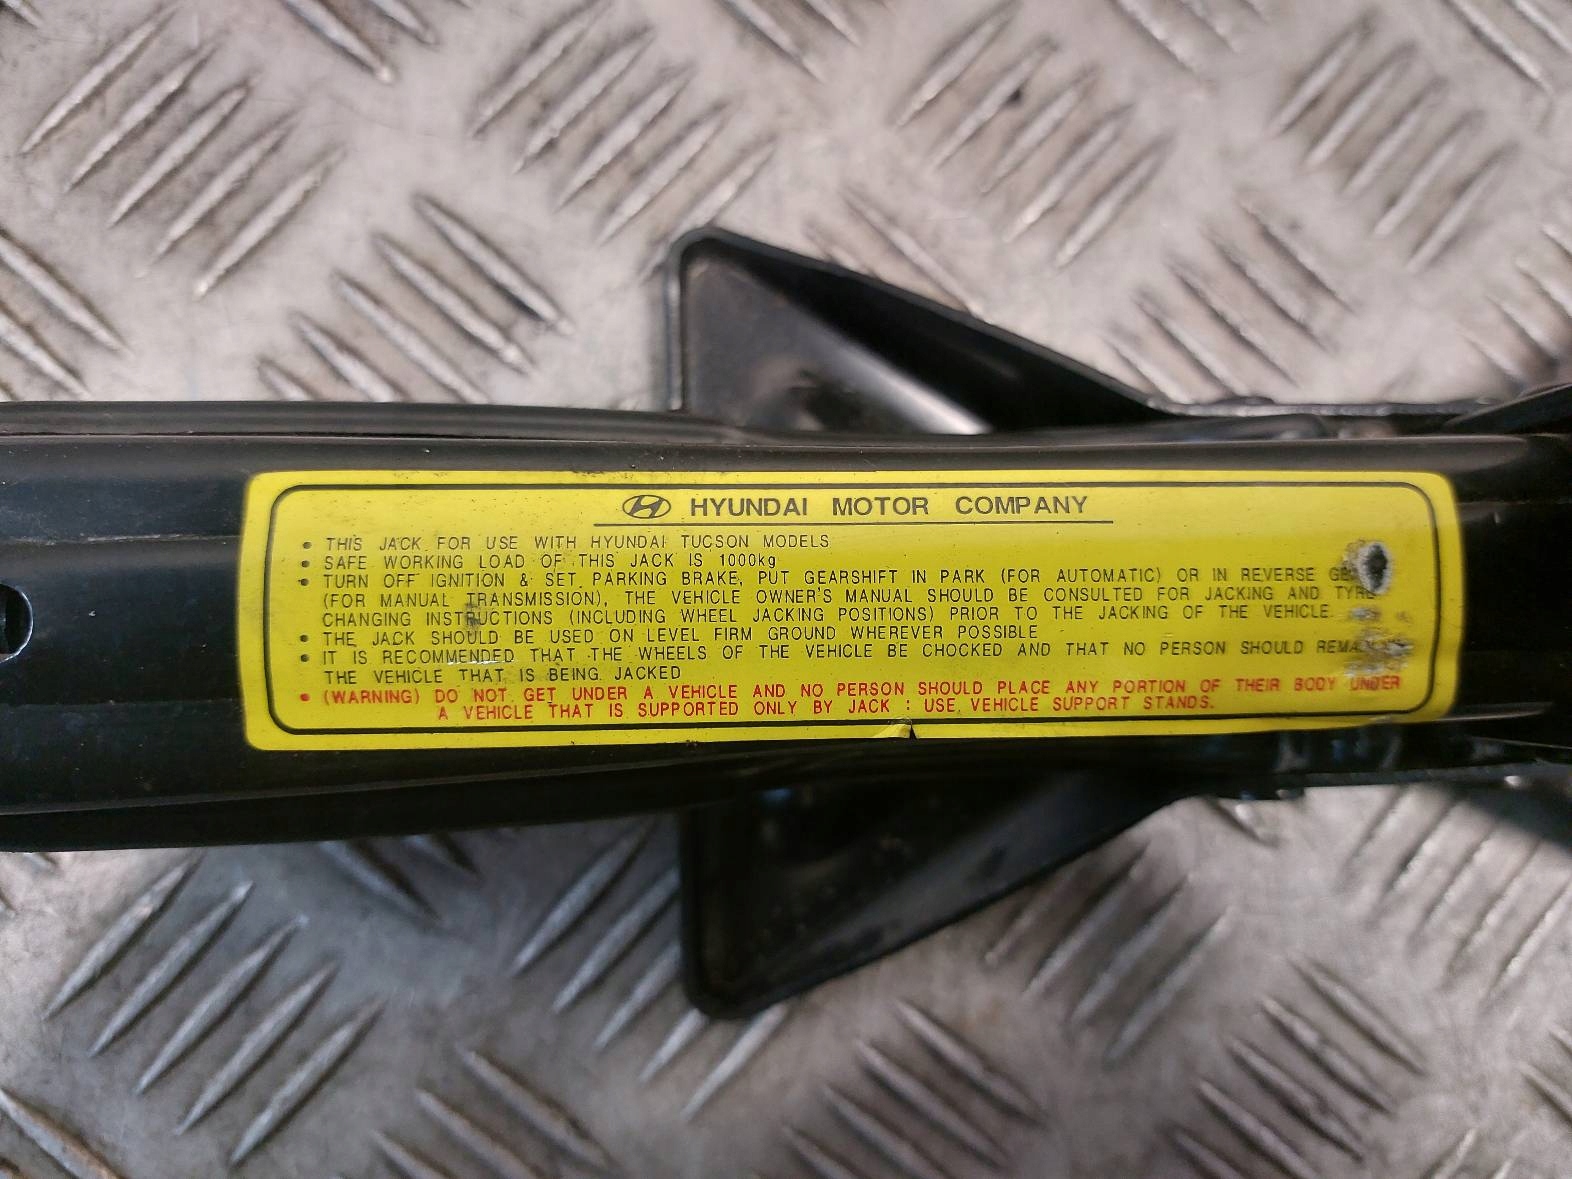 HYUNDAI MOTOR COMPANY
• THIS JACK FOR USE WITH HYUNDAI TUCSON MODELS
• SAFE WORKING LOAD OF THIS JACK IS 1000kg
• TURN OFF IGNITION & SET PARKING BRAKE, PUT GEARSHIFT IN PARK (FOR AUTOMATIC) OR IN REVERSE
(FOR MANUAL TRANSMISSION), THE VEHICLE OWNER'S MANUAL SHOULD BE CONSULTED FOR JACKING AND TYRE
CHANGING INSTRUCTIONS (INCLUDING WHEEL JACKING POSITIONS) PRIOR TO THE JACKING OF THE VEHICLE.
• THE JACK SHOULD BE USED ON LEVEL FIRM GROUND WHEREVER POSSIBLE
• IT IS RECOMMENDED THAT THE WHEELS OF THE VEHICLE BE CHOCKED AND THAT NO PERSON SHOULD
THE VEHICLE THAT IS BEING JACKED
• (WARNING) DO NOT GET UNDER A VEHICLE AND NO PERSON SHOULD PLACE ANY PORTION OF THEIR BODY UNDER
A VEHICLE THAT IS SUPPORTED ONLY BY JACK : USE VEHICLE SUPPORT STANDS.